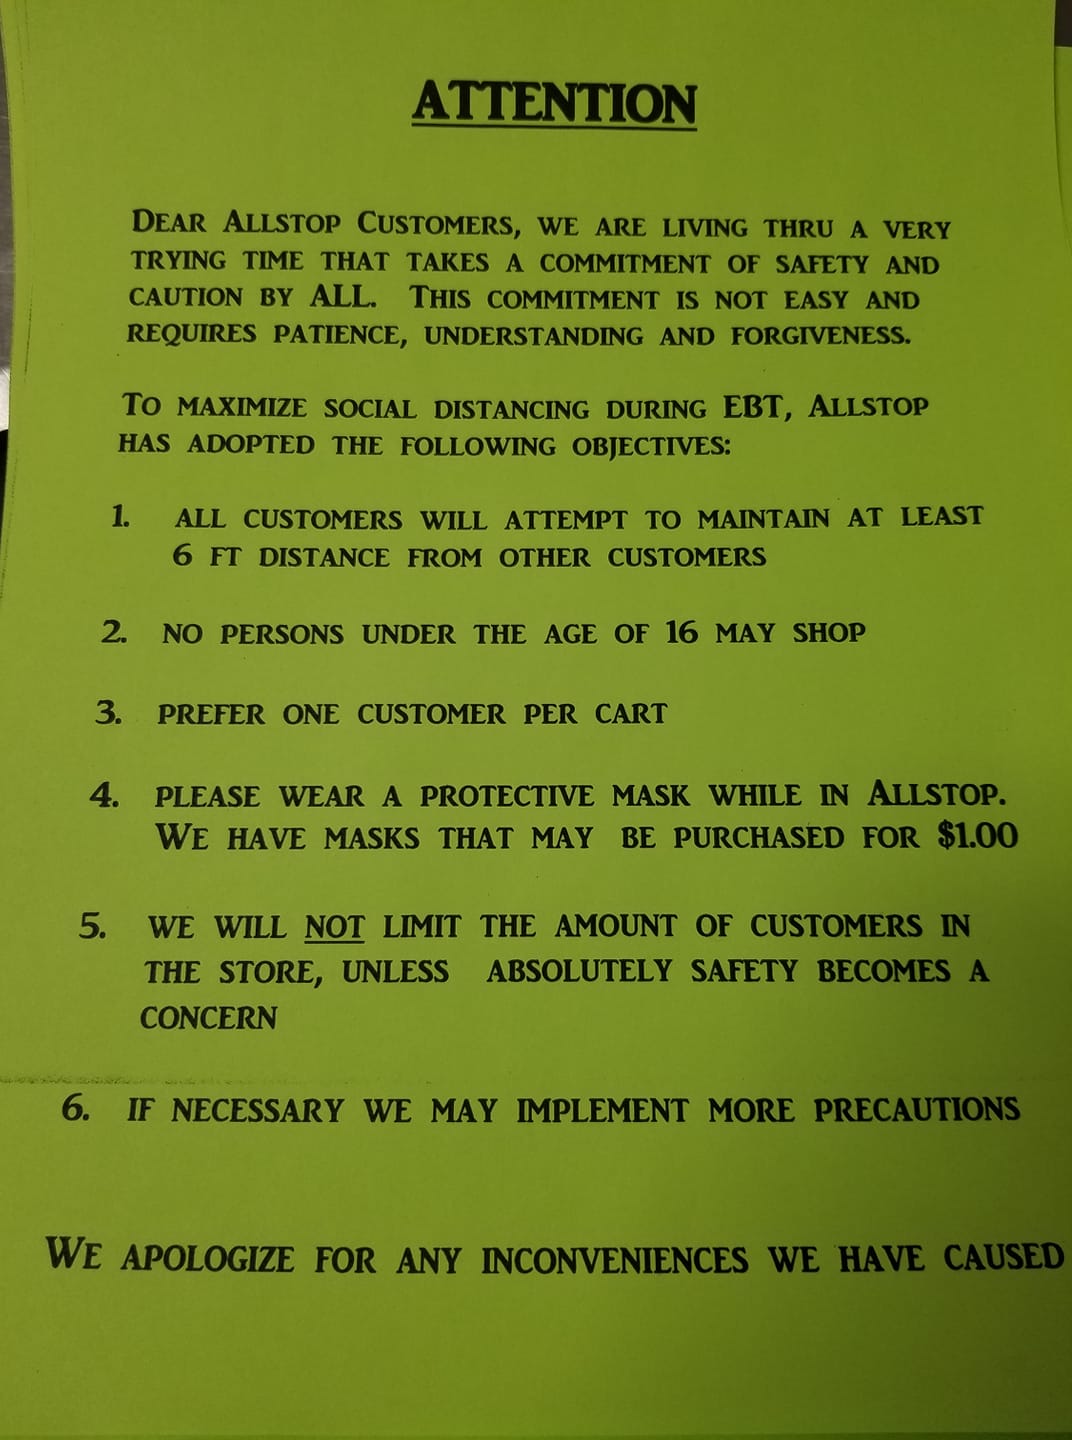 ATTENTION
DEAR ALLSTOP CUSTOMERS, WE ARE LIVING THRU A VERY
TRYING TIME THAT TAKES A COMMITMENT OF SAFETY AND
CAUTION BY ALL. THIS COMMITMENT IS NOT EASY AND
REQUIRES PATIENCE, UNDERSTANDING AND FORGIVENESS.
TO MAXIMIZE SOCIAL DISTANCING DURING EBT, ALLSTOP
HAS ADOPTED THE FOLLOWING OBJECTIVES:
1. ALL CUSTOMERS WILL ATTEMPT TO MAINTAIN AT LEAST
6 FT DISTANCE FROM OTHER CUSTOMERS
2. NO PERSONS UNDER THE AGE OF 16 MAY SHOP
3. PREFER ONE CUSTOMER PER CART
4. PLEASE WEAR A PROTECTIVE MASK WHILE IN ALLSTOP.
WE HAVE MASKS THAT MAY BE PURCHASED FOR $1.00
5. WE WILL NOT LIMIT THE AMOUNT OF CUSTOMERS IN
THE STORE, UNLESS ABSOLUTELY SAFETY BECOMES A
CONCERN
6. IF NECESSARY WE MAY IMPLEMENT MORE PRECAUTIONS
WE APOLOGIZE FOR ANY INCONVENIENCES WE HAVE CAUSED